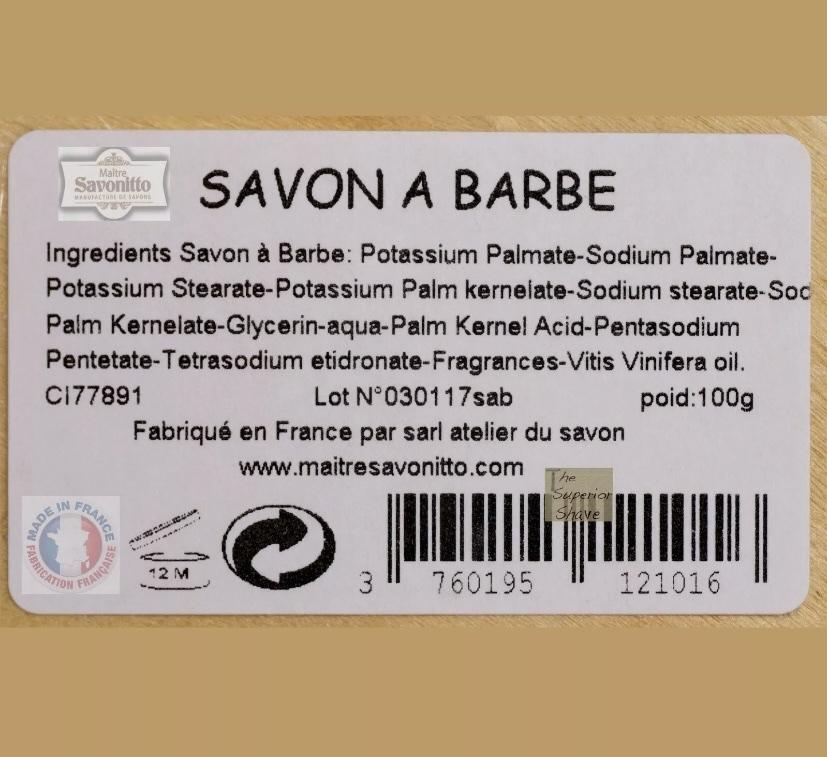 Maître
Savonitto
MANUFACTURE DE SAVONS
SAVON A BARBE
Ingredients Savon à Barbe: Potassium Palmate-Sodium Palmate-
Potassium Stearate-Potassium Palm kernelate-Sodium stearate-Sod
Palm Kernelate-Glycerin-aqua-Palm Kernel Acid-Pentasodium
Pentetate-Tetrasodium etidronate-Fragrances-Vitis Vinifera oil.
CI77891 Lot N°030117sab poid:100g
Fabriqué en France par sarl atelier du savon
www.maitresavonitto.com
The
Superior
Shave
MADE IN FRANCE
FABRICATION FRANÇAISE
12 M
3 760195 121016